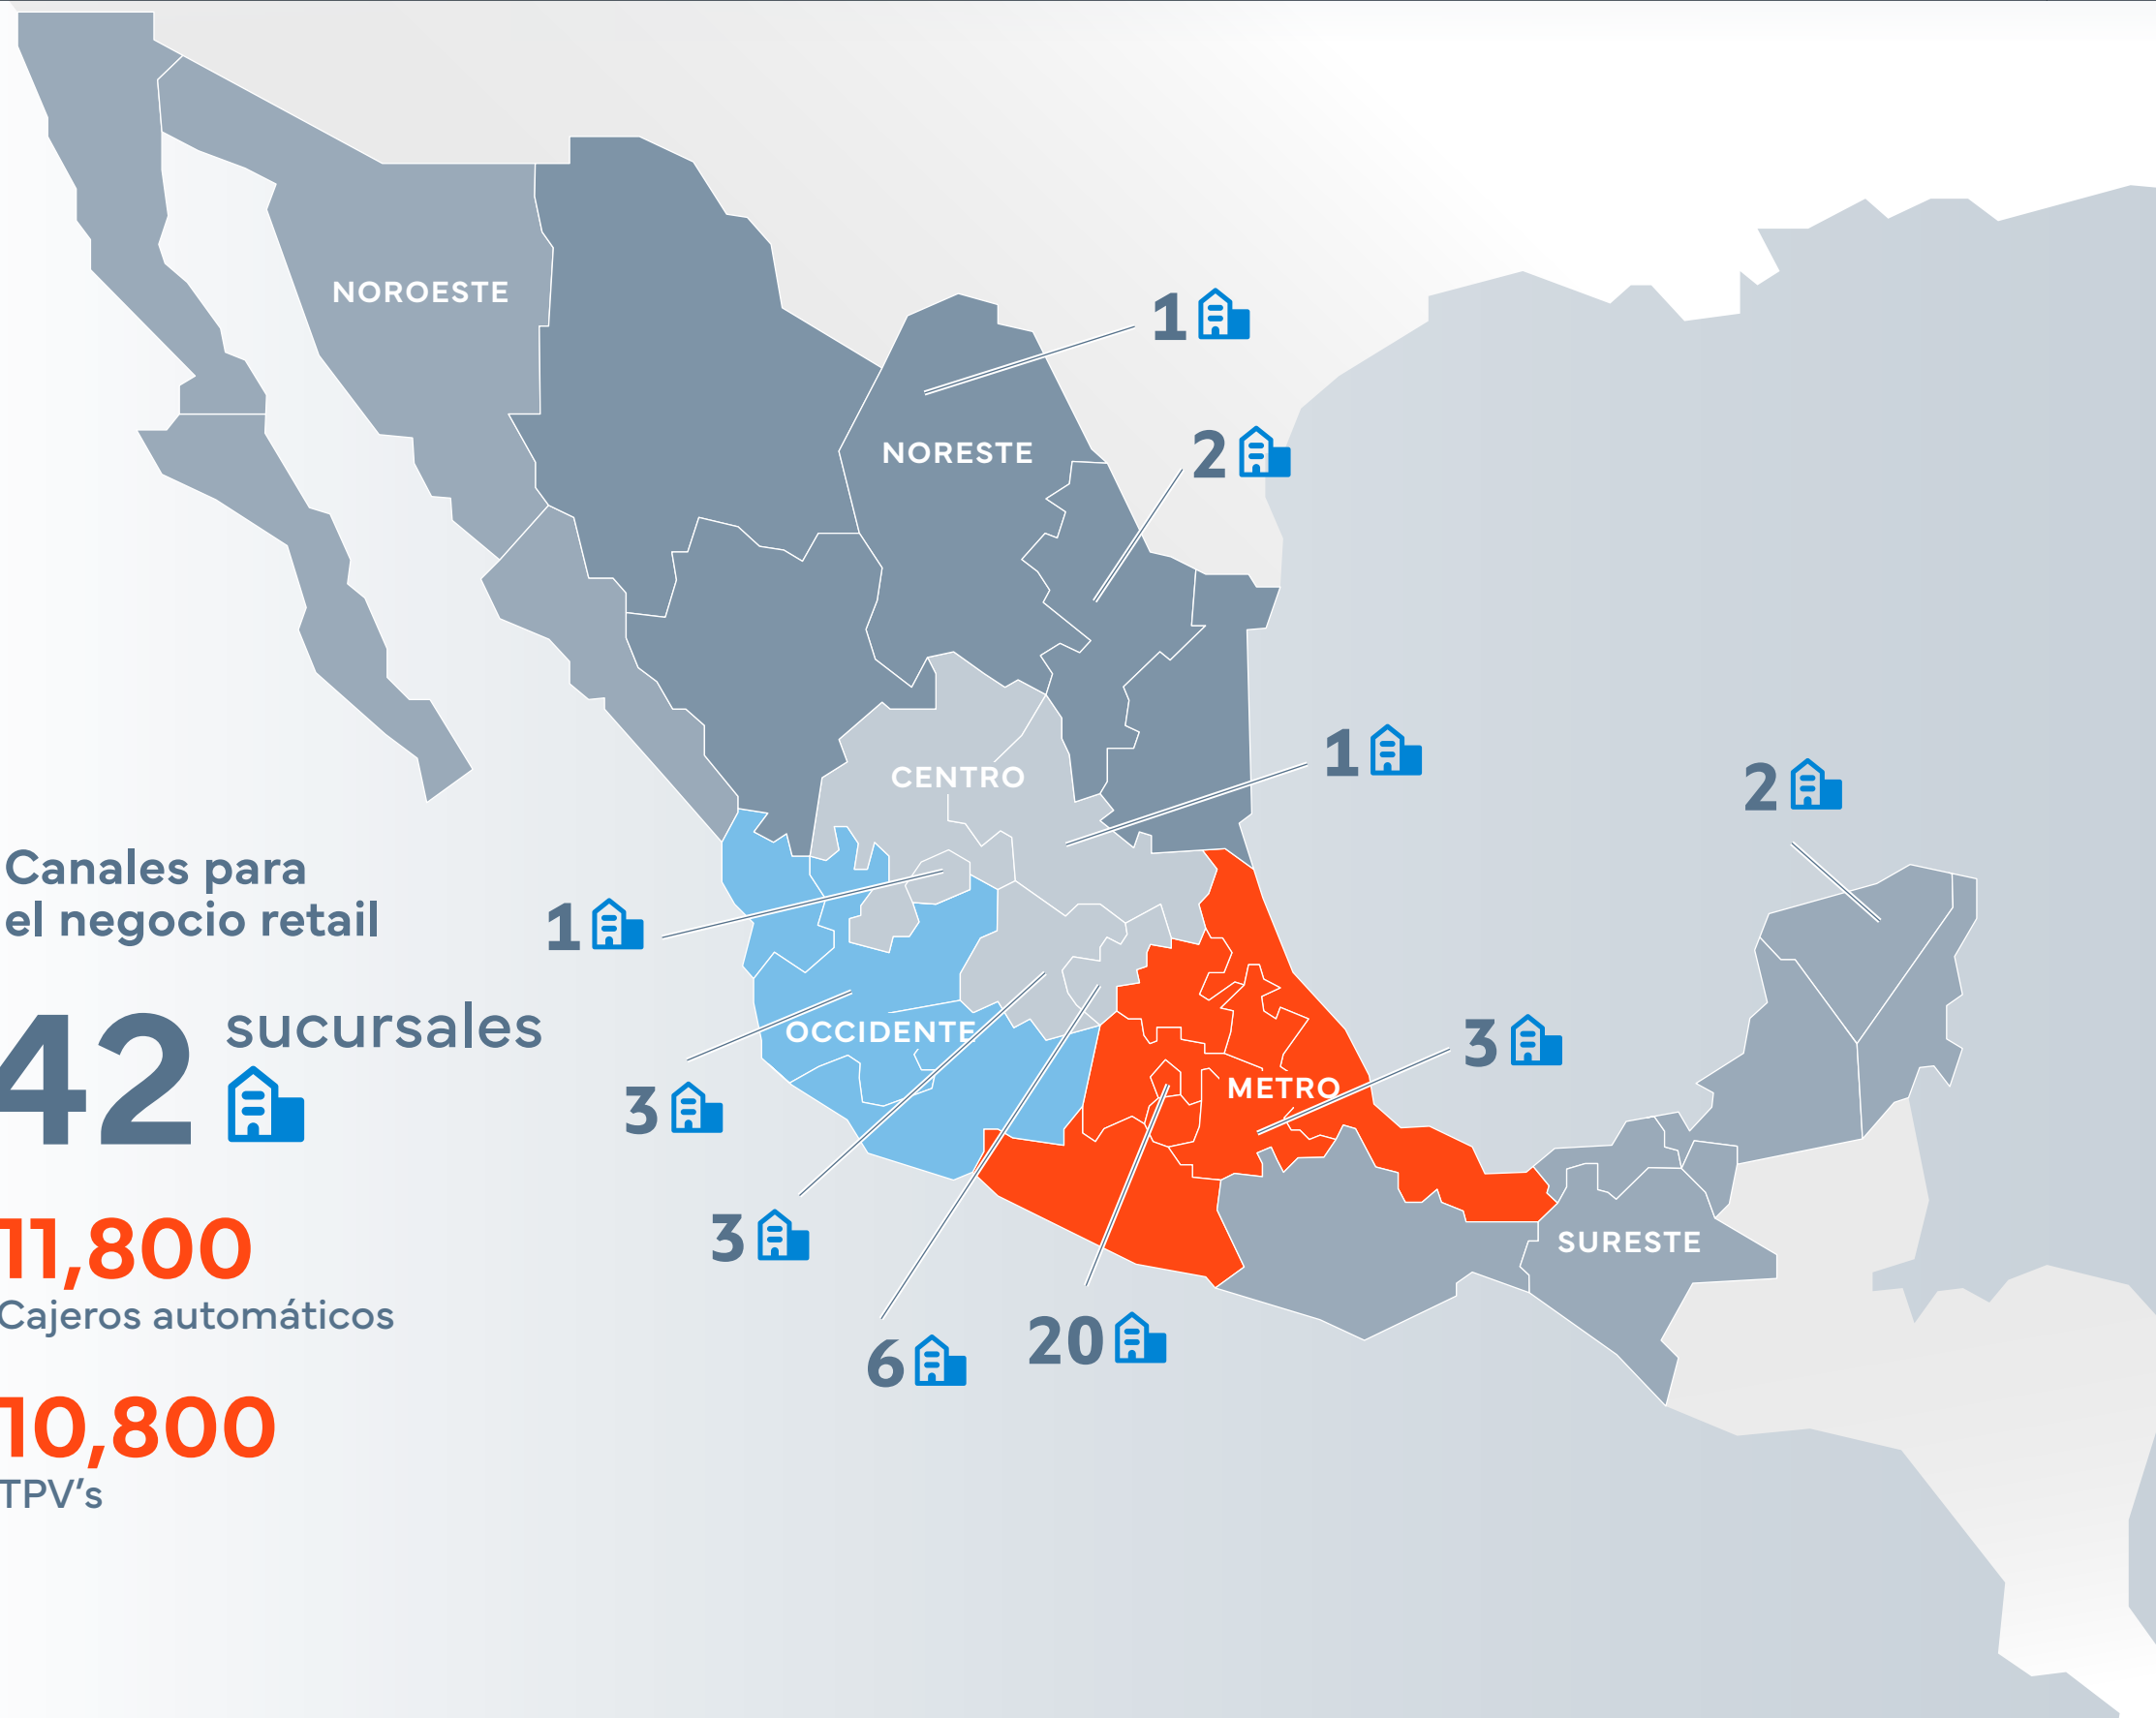 NOROESTE
1
NORESTE
2
CENTRO
1
2
Canales para
el negocio retail
1
42 sucursales
OCCIDENTE
3
METRO
3
3
11,800
Cajeros automáticos
SURESTE
6
20
10,800
TPV's